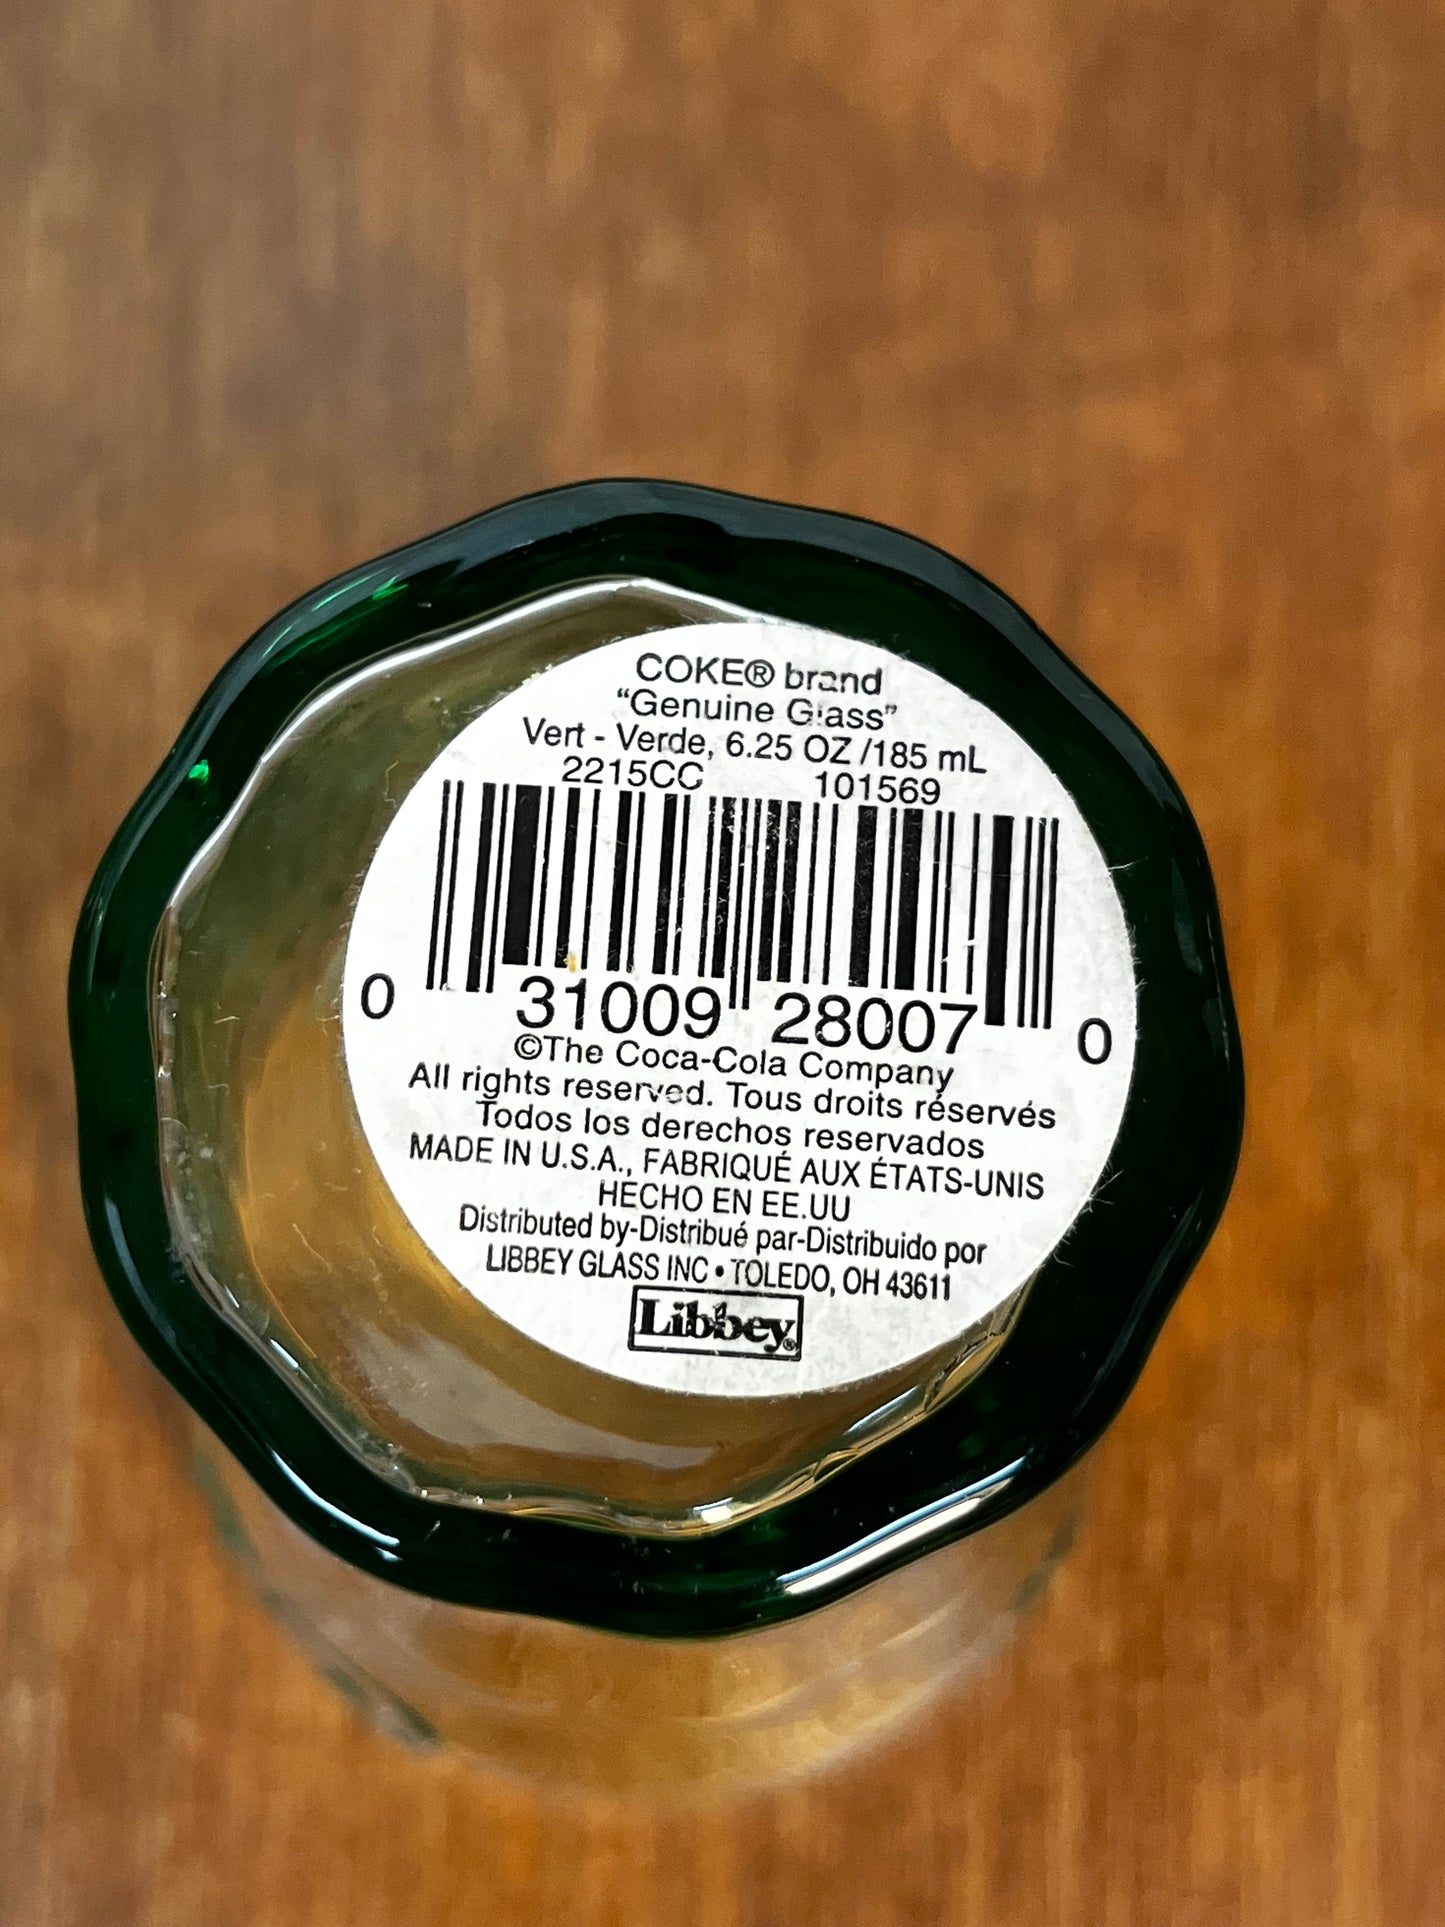 COKE® brand
“Genuine Glass”
Vert - Verde, 6.25 OZ /185 mL
2215CC 101569
0 31009 28007 0
©The Coca-Cola Company
All rights reserved. Tous droits réservés
Todos los derechos reservados
MADE IN U.S.A., FABRIQUÉ AUX ÉTATS-UNIS
HECHO EN EE.UU
Distributed by-Distribué par-Distribuido por
LIBBEY GLASS INC • TOLEDO, OH 43611
Libbey®